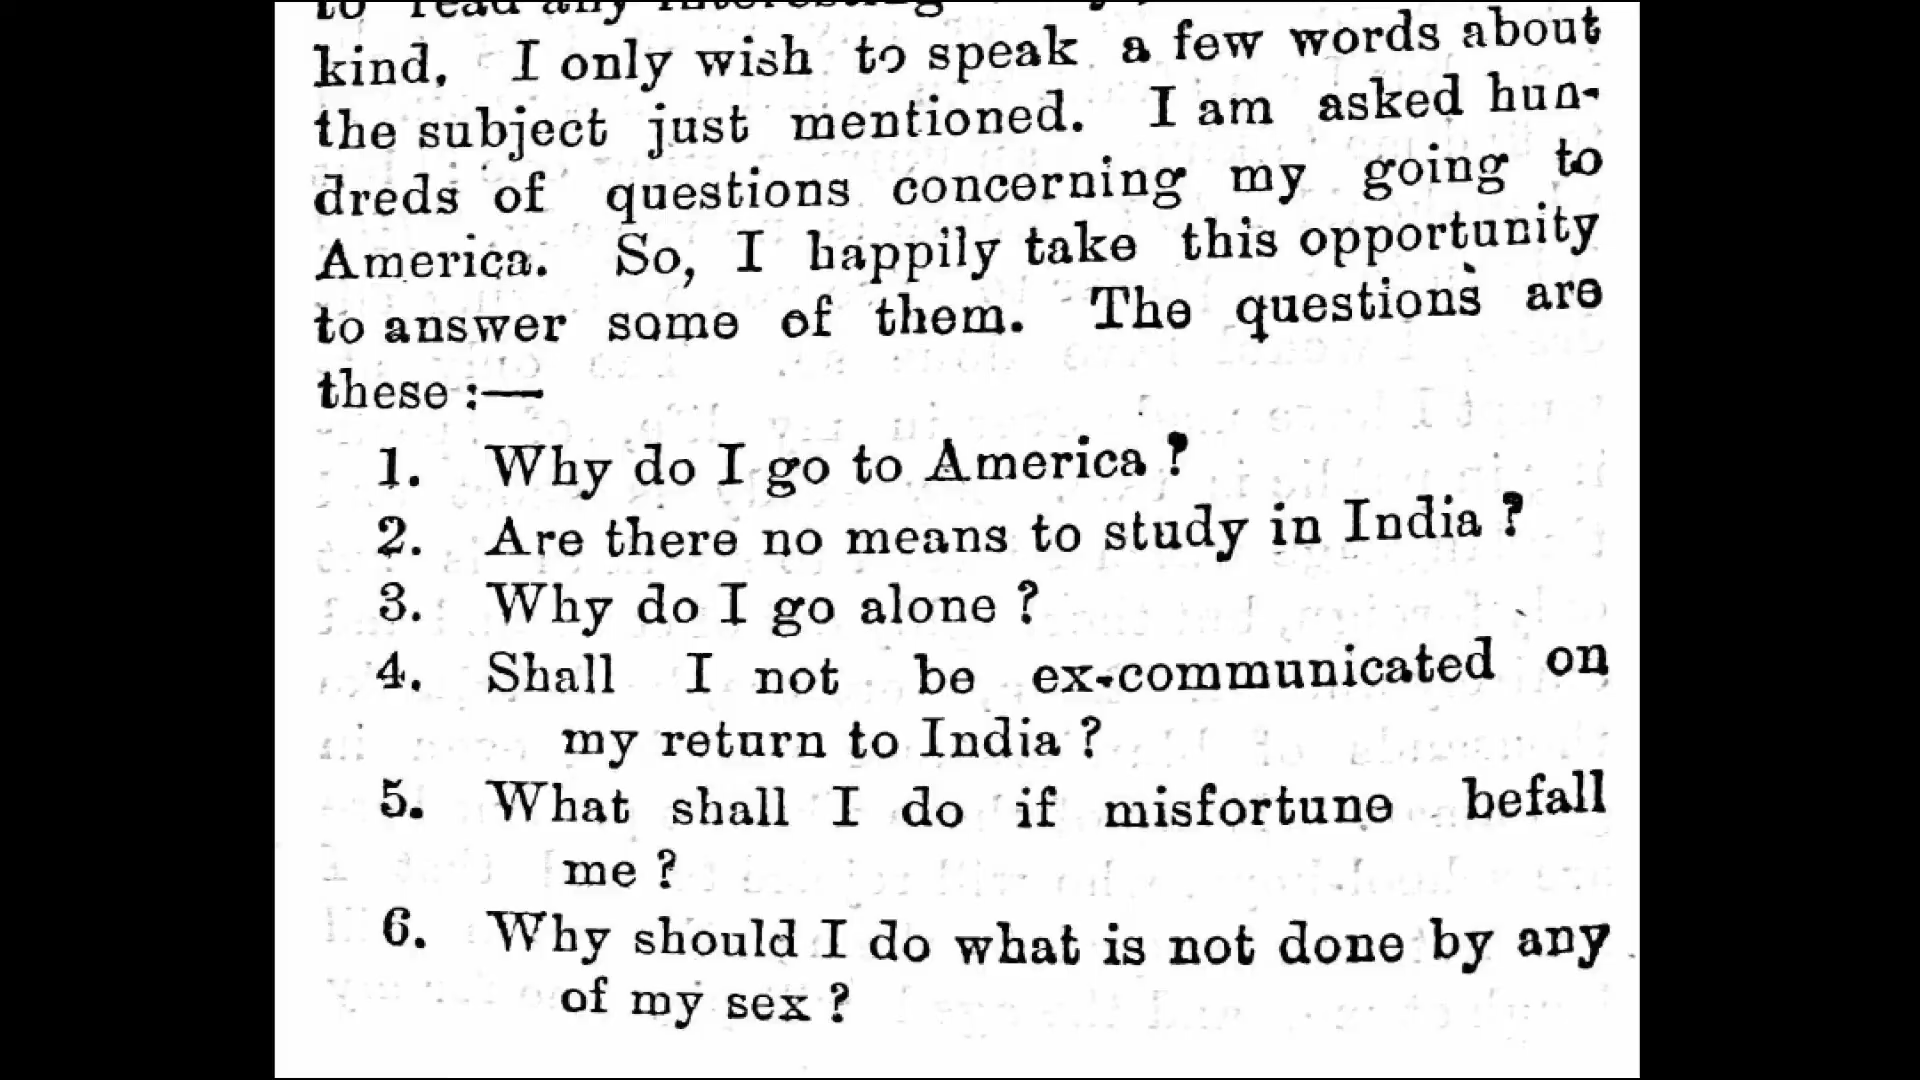 to read any interesting
kind. I only wish to speak a few words about
the subject just mentioned. I am asked hun-
dreds of questions concerning my going to
America. So, I happily take this opportunity
to answer some of them. The questions are
these :—
1. Why do I go to America ?
2. Are there no means to study in India ?
3. Why do I go alone ?
4. Shall I not be ex-communicated on
my return to India ?
5. What shall I do if misfortune befall
me ?
6. Why should I do what is not done by any
of my sex ?